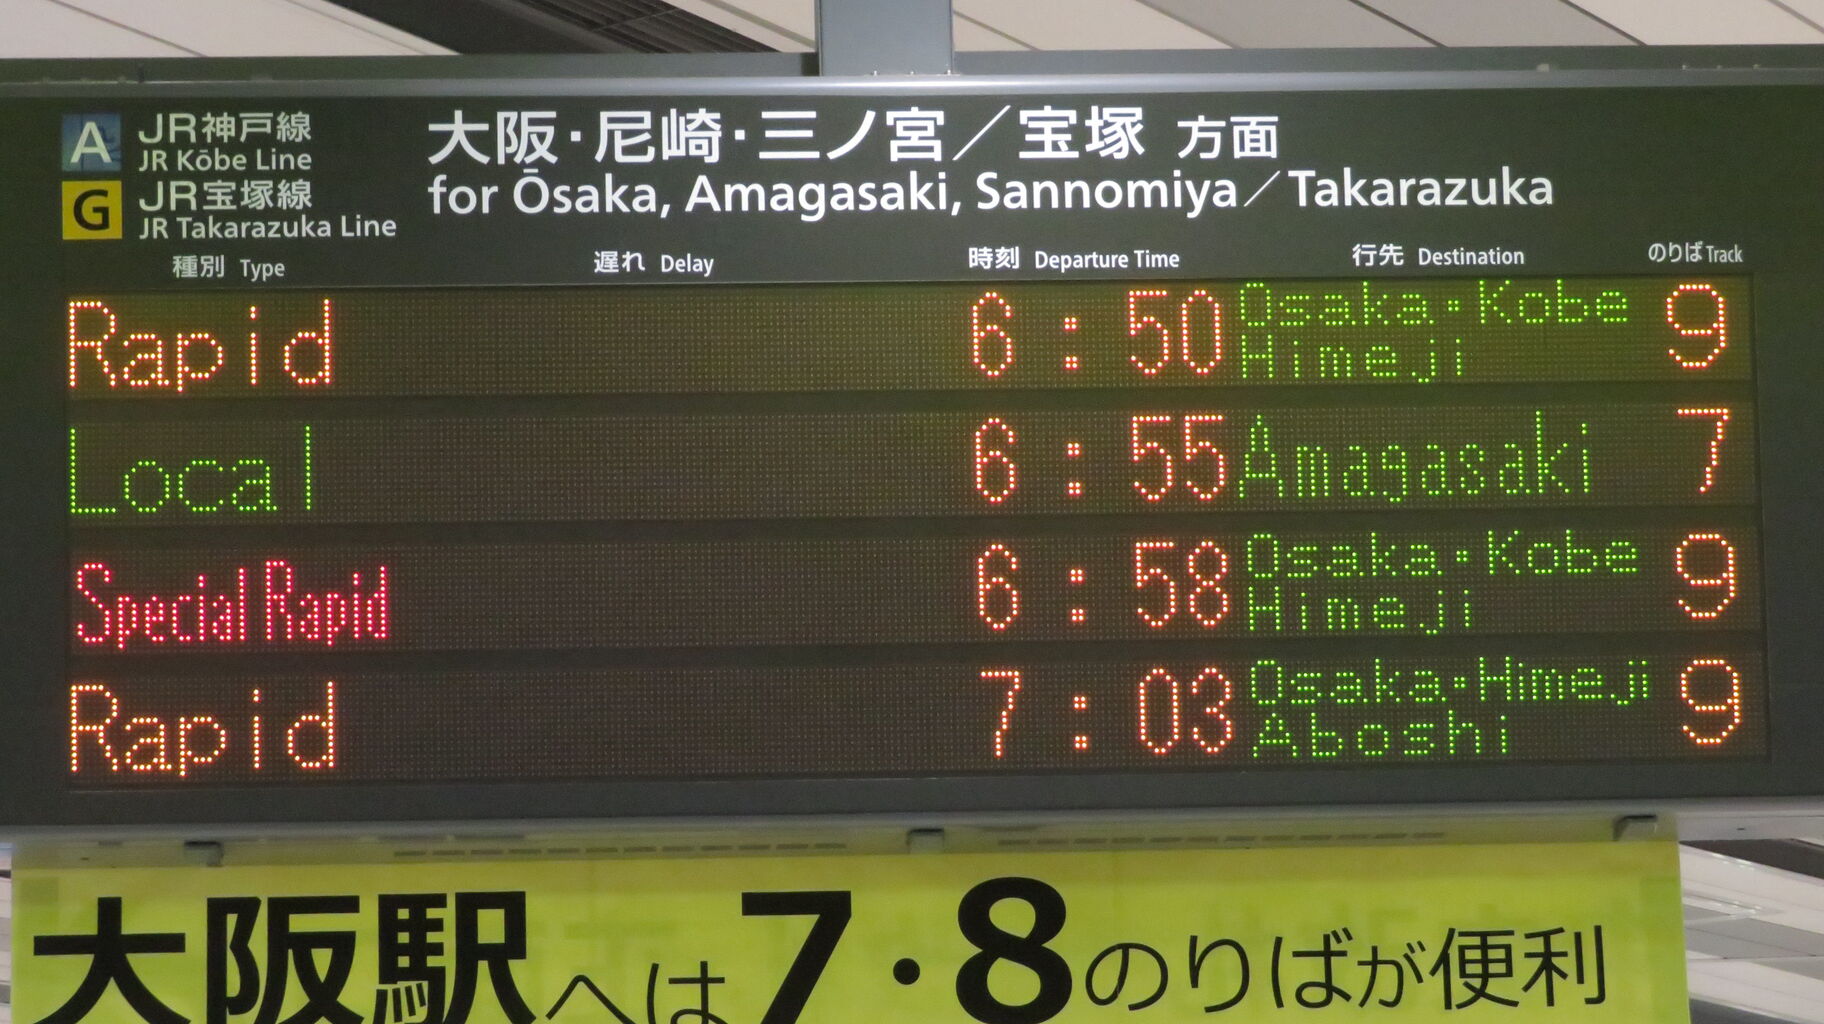 A JR神戸線
JR Kōbe Line
G JR宝塚線
JR Takarazuka Line
大阪・尼崎・三ノ宮／宝塚 方面
for Ōsaka, Amagasaki, Sannomiya／Takarazuka
種別 Type 遅れ Delay 時刻 Departure Time 行先 Destination のりば Track
Rapid 6:50 Osaka・Kobe Himeji 9
Local 6:55 Amagasaki 7
Special Rapid 6:58 Osaka・Kobe Himeji 9
Rapid 7:03 Osaka・Himeji Aboshi 9
大阪駅へは7・8のりばが便利